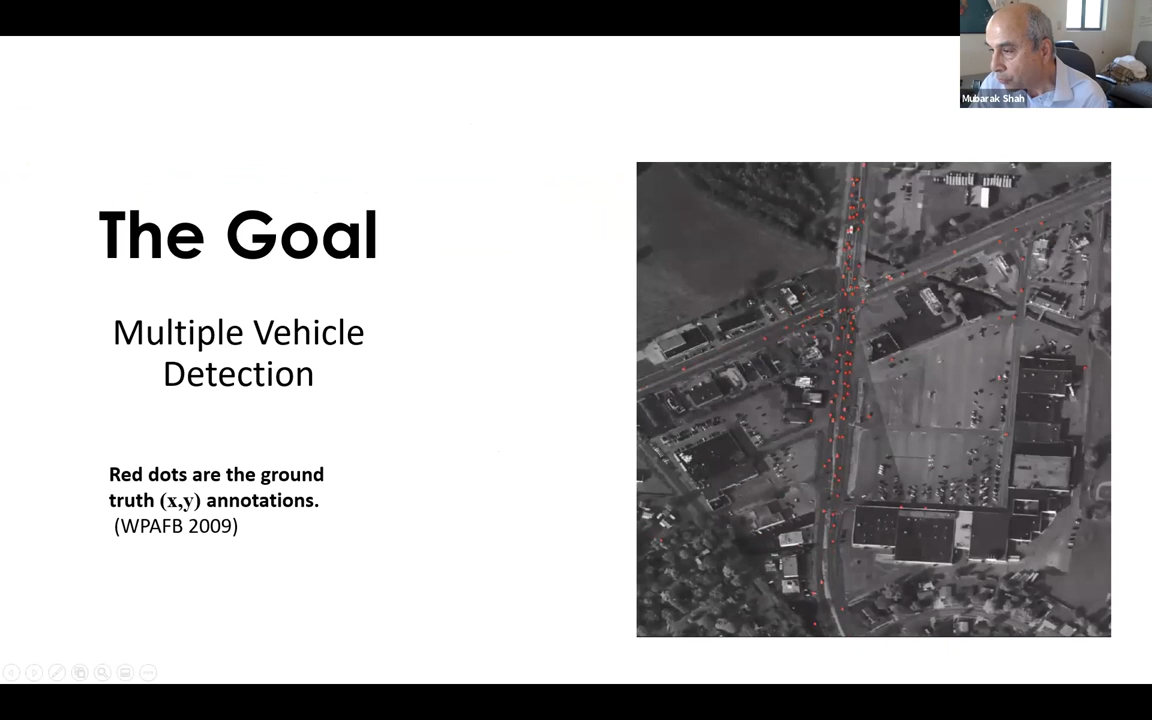 Mubarak Shah
The Goal
Multiple Vehicle
Detection
Red dots are the ground
truth (x,y) annotations.
(WPAFB 2009)